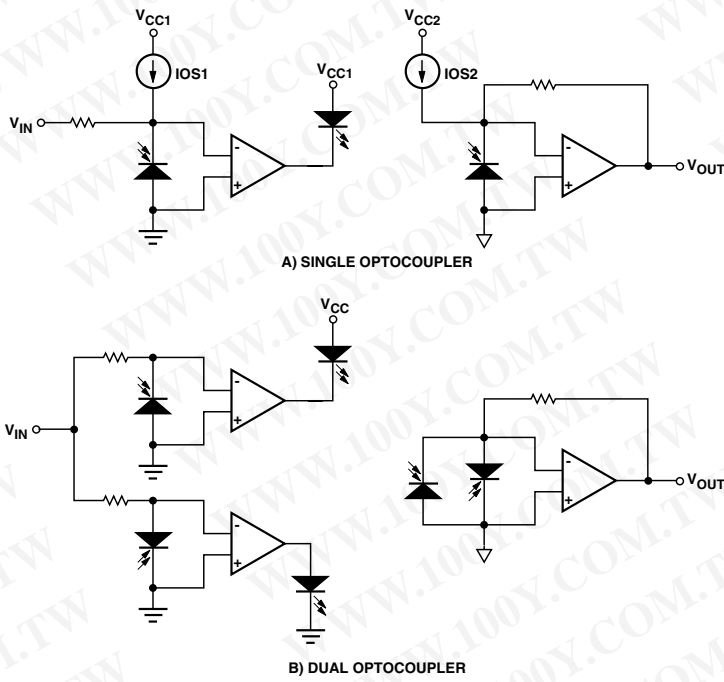 VCC1
IOS1
VIN
-
+
VCC1
VCC2
IOS2
-
+
VOUT
A) SINGLE OPTOCOUPLER
VCC
VIN
-
+
-
+
-
+
VOUT
B) DUAL OPTOCOUPLER
WWW.100Y.COM.TW